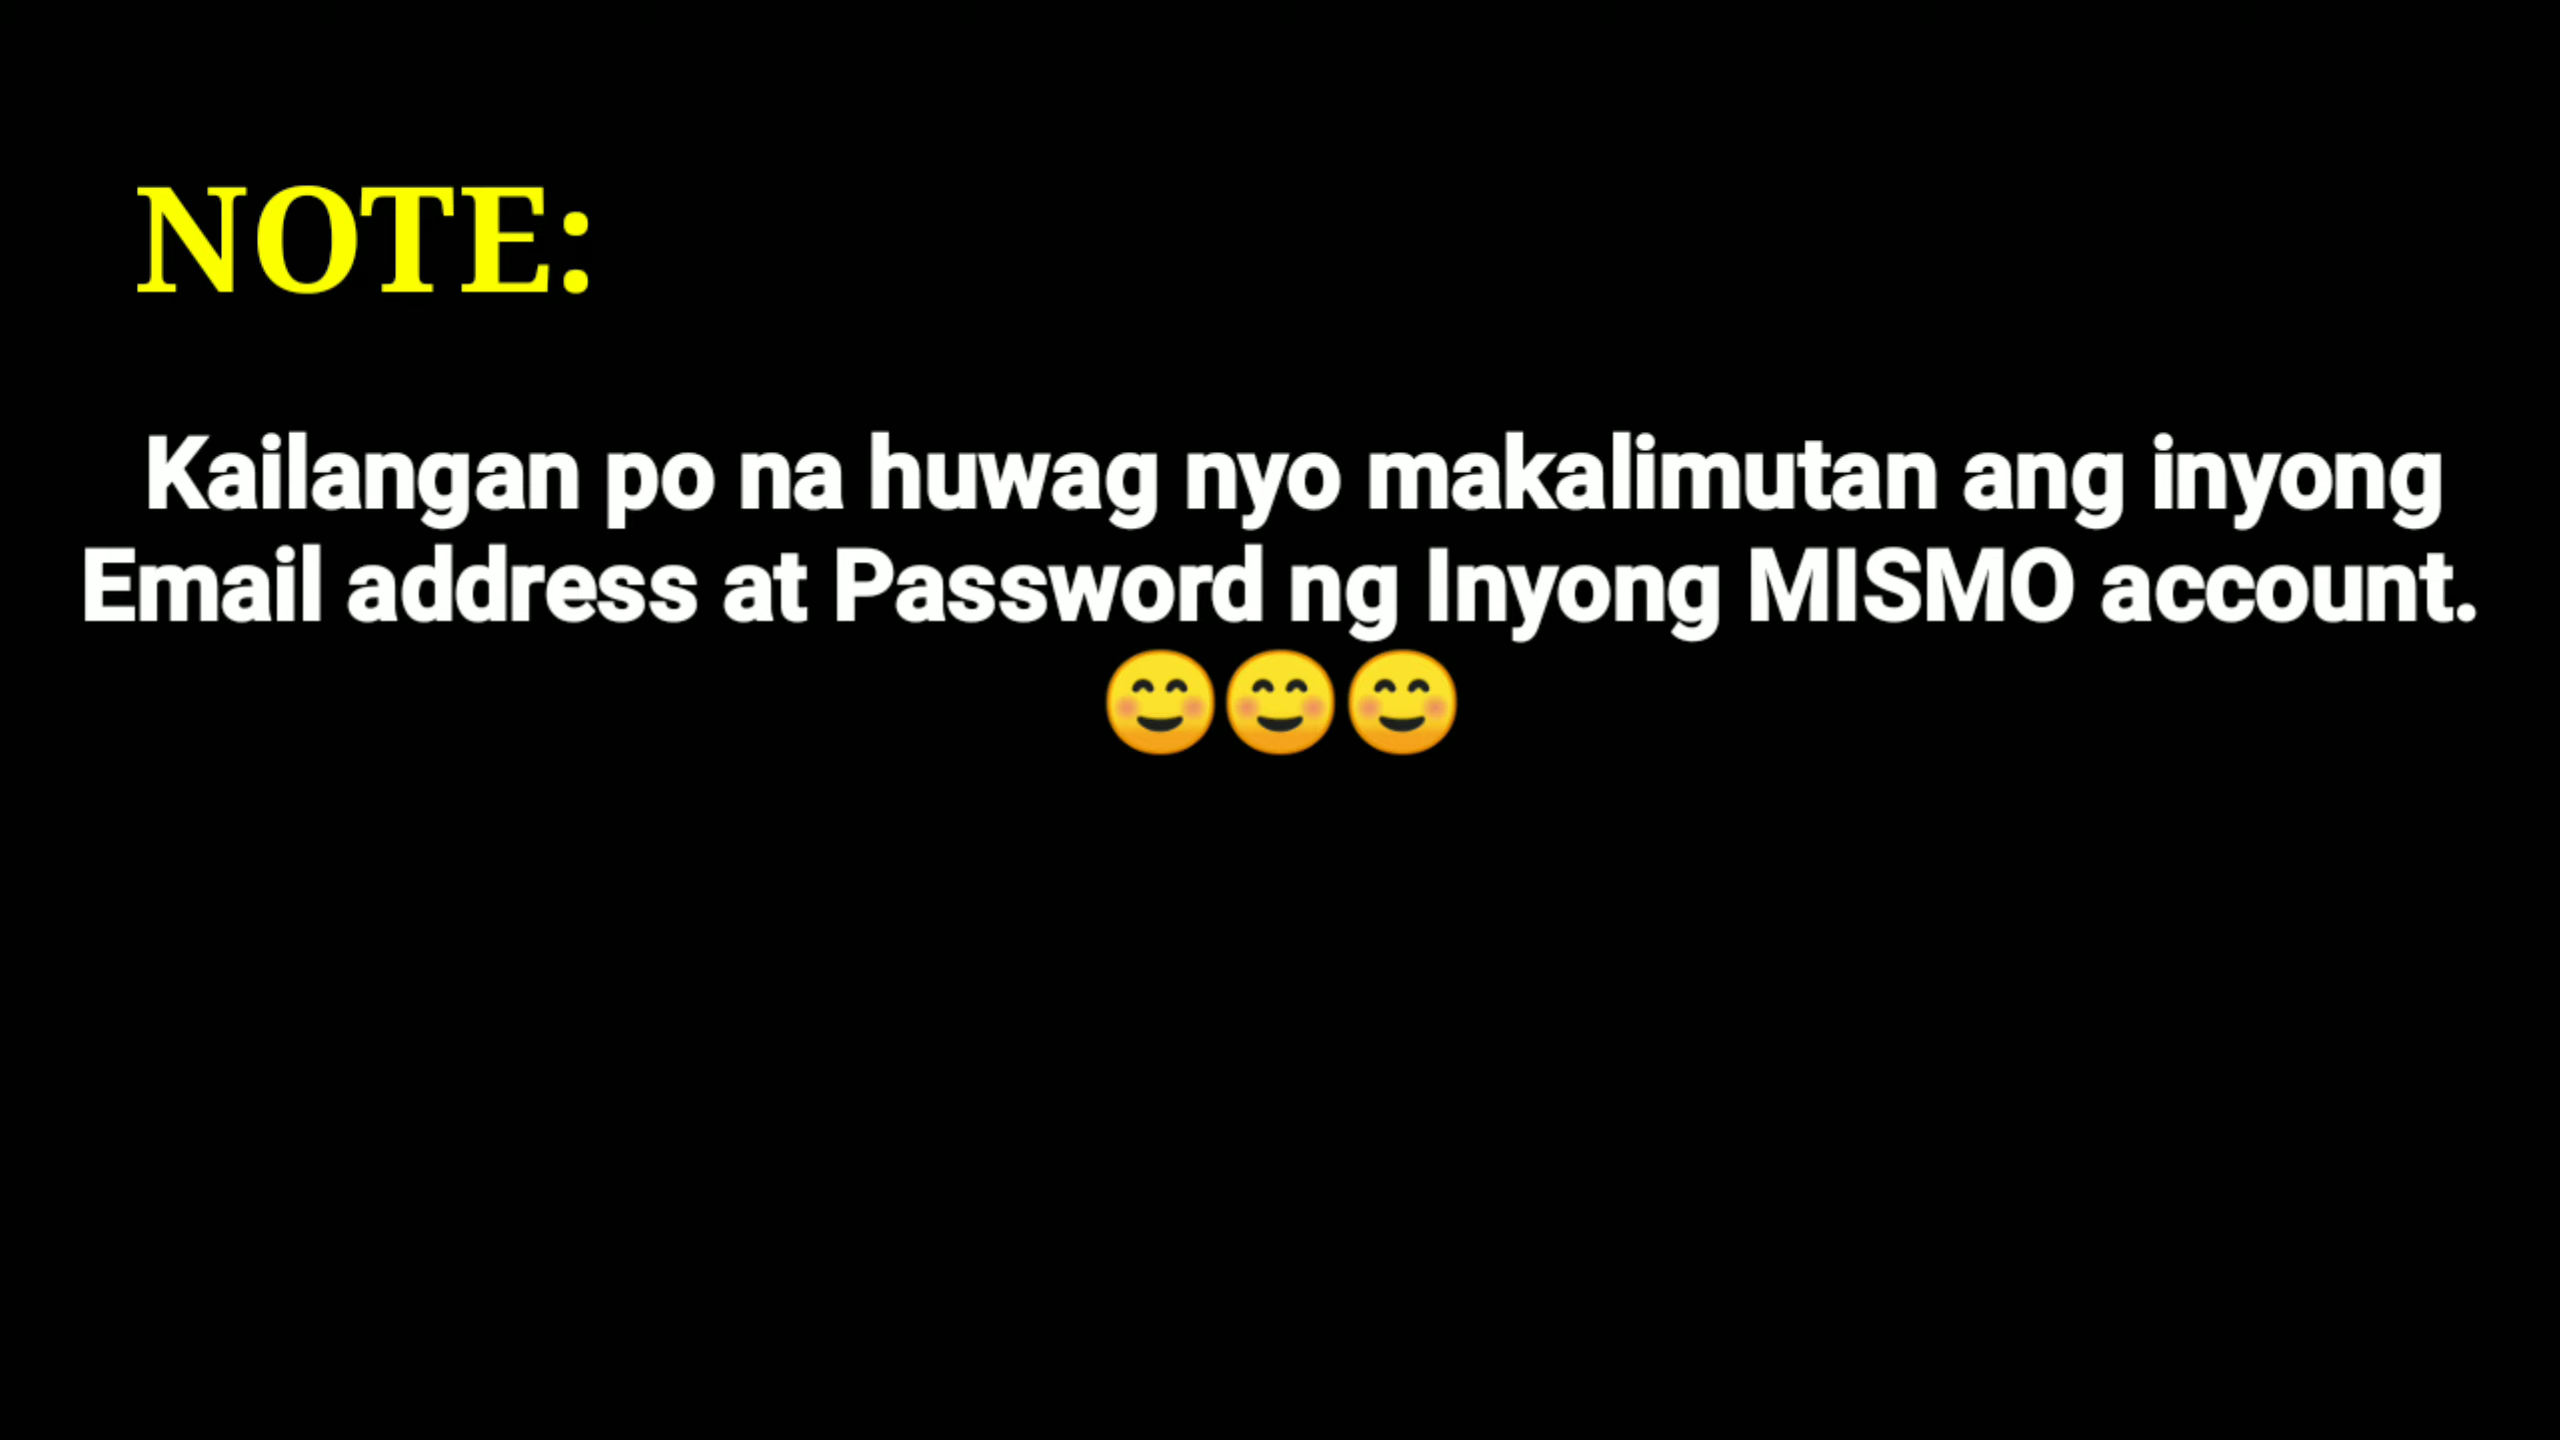 NOTE:
Kailangan po na huwag nyo makalimutan ang inyong
Email address at Password ng Inyong MISMO account.
😊😊😊